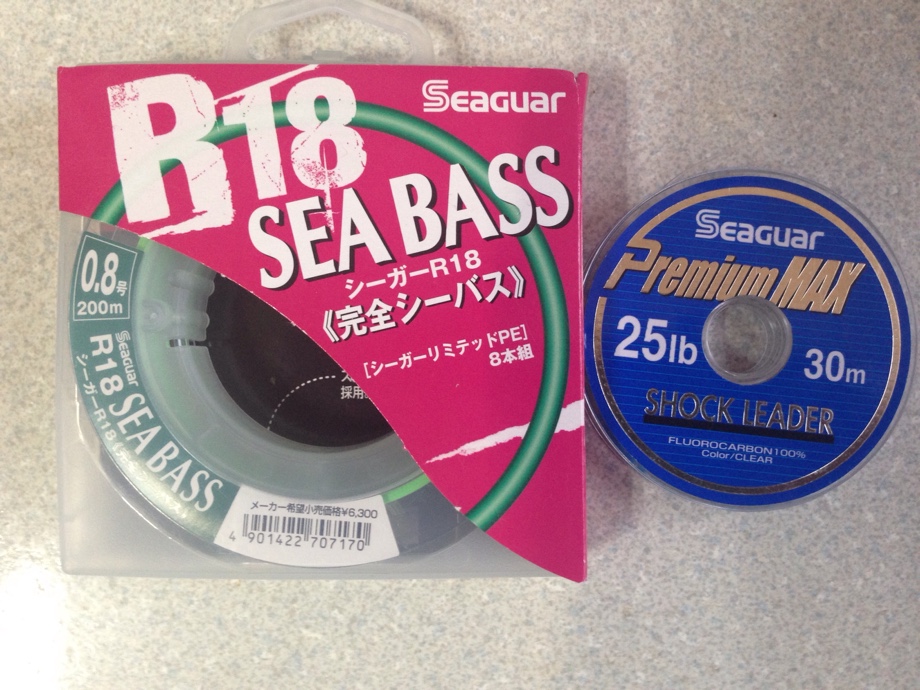 R18
Seaguar
SEA BASS
シーガーR18
《完全シーバス》
[シーガーリミテッドPE]
8本組
採用
0.8号
200m
Seaguar
R18 SEA BASS
シーガーR18
メーカー希望小売価格¥6,300
4 901422 707170
Seaguar
Premium MAX
25lb
30m
SHOCK LEADER
FLUOROCARBON100%
Color/CLEAR